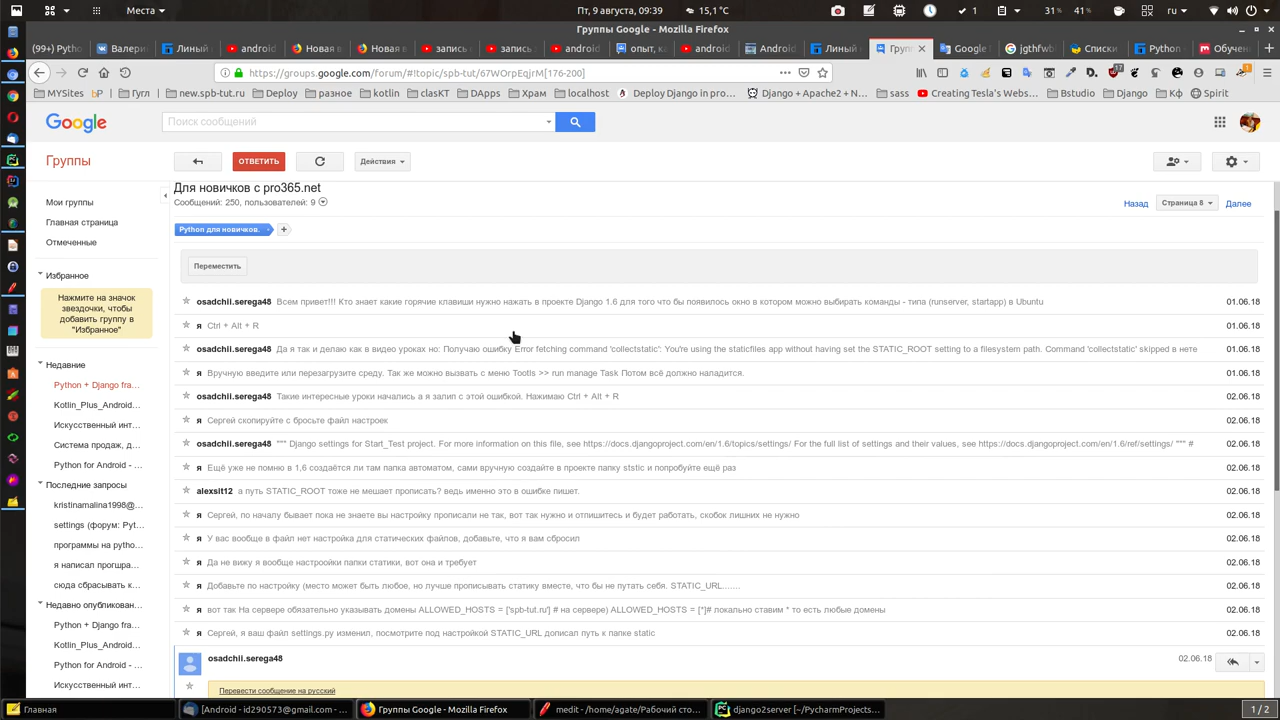 Места
Пт, 9 августа, 09:39
15,1°C
1
31%
41%
ru
Группы Google - Mozilla Firefox
(99+) Pytho
Валери
Линый
android
Новая в
Новая в
запись
запись
android
опыт, ка
android
Android
Линый
Групп
Google
jgthfwb
Списки
Python -
Обучен
https://groups.google.com/forum/#!topic/spb-tut/67WOrpEqjrM[176-200]
MYSites
bP
Гугл
new.spb-tut.ru
Deploy
разное
kotlin
clasKT
DApps
Храм
localhost
Deploy Django in pro…
Django + Apache2 + N…
sass
Creating Tesla's Webs…
Bstudio
Django
Кф
Spirit
Google
Поиск сообщений
Группы
ОТВЕТИТЬ
Действия
Для новичков с pro365.net
Сообщений: 250, пользователей: 9
Назад
Страница 8
Далее
Python для новичков.
Переместить
Мои группы
Главная страница
Отмеченные
Избранное
Нажмите на значок
звездочки, чтобы
добавить группу в
"Избранное"
Недавние
Python + Django fra...
Kotlin_Plus_Android...
Искусственный инт...
Система продаж, д...
Python for Android - ...
Последние запросы
kristinamalina1998@...
settings (форум: Pyt...
программы на pytho...
я написал прогшра...
сюда сбрасывать к...
Недавно опубликован...
Python + Django fra...
Kotlin_Plus_Android...
Python for Android - ...
Искусственный инт...
osadchii.serega48 Всем привет!!! Кто знает какие горячие клавиши нужно нажать в проекте Django 1.6 для того что бы появилось окно в котором можно выбирать команды - типа (runserver, startapp) в Ubuntu 01.06.18
я Ctrl + Alt + R 01.06.18
osadchii.serega48 Да я так и делаю как в видео уроках но: Получаю ошибку Error fetching command 'collectstatic': You're using the staticfiles app without having set the STATIC_ROOT setting to a filesystem path. Command 'collectstatic' skipped в нете 01.06.18
я Вручную введите или перезагрузите среду. Так же можно вызвать с меню Tootls >> run manage Task Потом всё должно наладится. 01.06.18
osadchii.serega48 Такие интересные уроки начались а я залип с этой ошибкой. Нажимаю Ctrl + Alt + R 02.06.18
я Сергей скопируйте с бросьте файл настроек 02.06.18
osadchii.serega48 """ Django settings for Start_Test project. For more information on this file, see https://docs.djangoproject.com/en/1.6/topics/settings/ For the full list of settings and their values, see https://docs.djangoproject.com/en/1.6/ref/settings/ """ # 02.06.18
я Ещё уже не помню в 1,6 создаётся ли там папка автоматом, сами вручную создайте в проекте папку ststic и попробуйте ещё раз 02.06.18
alexsit12 а путь STATIC_ROOT тоже не мешает прописать? ведь именно это в ошибке пишет. 02.06.18
я Сергей, по началу бывает пока не знаете вы настройку прописали не так, вот так нужно и отпишитесь и будет работать, скобок лишних не нужно 02.06.18
я У вас вообще в файл нет настройка для статических файлов, добавьте, что я вам сбросил 02.06.18
я Да не вижу я вообще настройки папки статики, вот она и требует 02.06.18
я Добавьте по настройку (место может быть любое, но лучше прописывать статику вместе, что бы не путать себя. STATIC_URL....... 02.06.18
я вот так На сервере обязательно указывать домены ALLOWED_HOSTS = ['spb-tut.ru'] # на сервере) ALLOWED_HOSTS = [*]# локально ставим * то есть любые домены 02.06.18
я Сергей, я ваш файл settings.py изменил, посмотрите под настройкой STATIC_URL дописал путь к папке static 02.06.18
osadchii.serega48 02.06.18
Перевести сообщение на русский
Главная
[Android - id290573@gmail.com - ...
Группы Google - Mozilla Firefox
medit - /home/agate/Рабочий сто...
django2server [~/PycharmProjects...
1 / 2